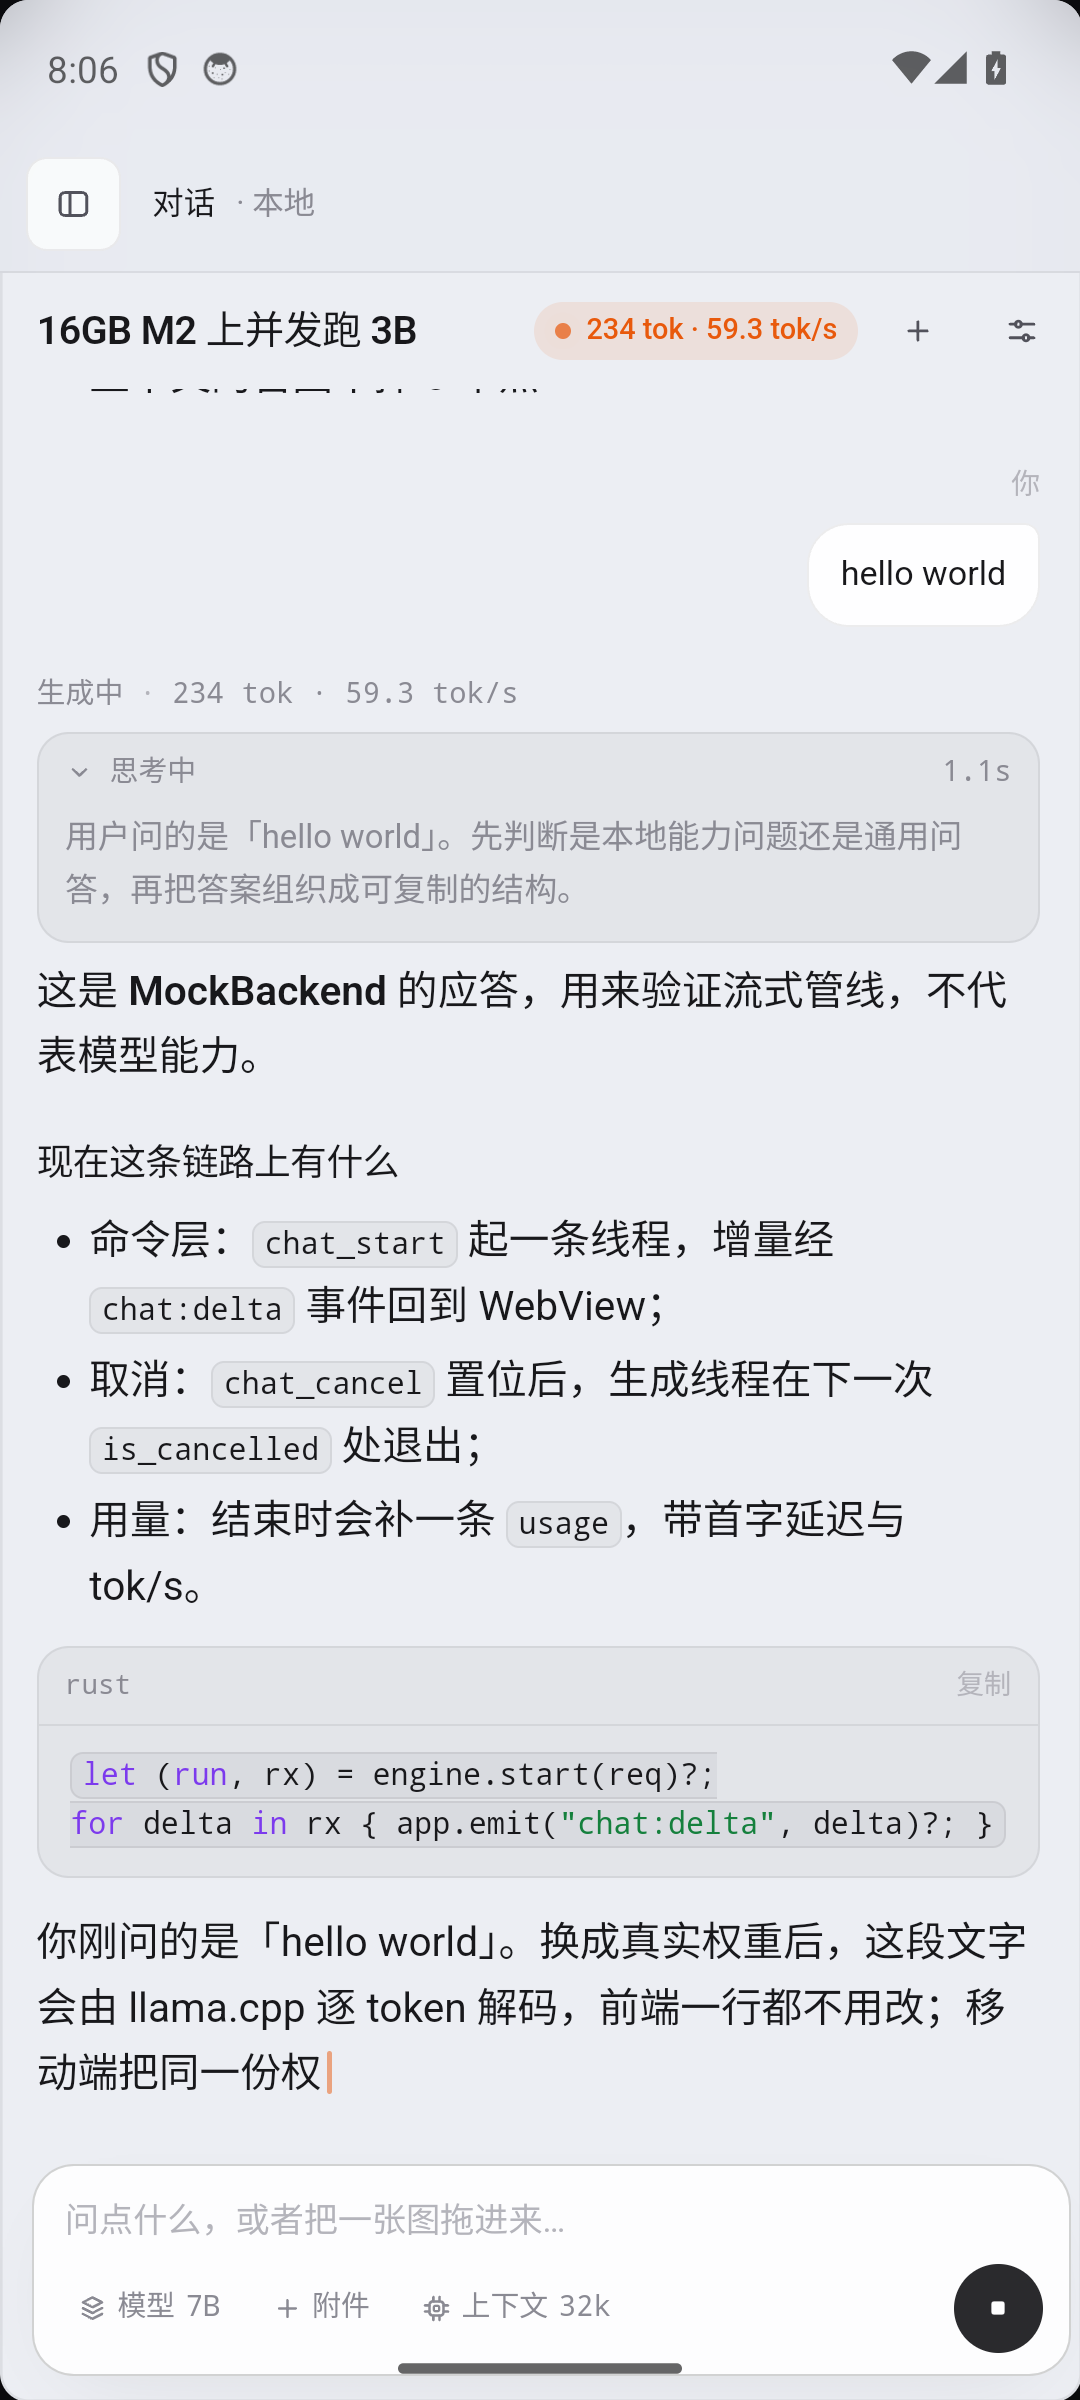 8:06
对话 · 本地
16GB M2 上并发跑 3B
234 tok · 59.3 tok/s
你
hello world
生成中 · 234 tok · 59.3 tok/s
思考中
1.1s
用户问的是「hello world」。先判断是本地能力问题还是通用问
答，再把答案组织成可复制的结构。
这是 MockBackend 的应答，用来验证流式管线，不代
表模型能力。
现在这条链路上有什么
• 命令层： chat_start 起一条线程，增量经
chat:delta 事件回到 WebView；
• 取消： chat_cancel 置位后，生成线程在下一次
is_cancelled 处退出；
• 用量：结束时会补一条 usage，带首字延迟与
tok/s。
rust
复制
let (run, rx) = engine.start(req)?;
for delta in rx { app.emit("chat:delta", delta)?; }
你刚问的是「hello world」。换成真实权重后，这段文字
会由 llama.cpp 逐 token 解码，前端一行都不用改；移
动端把同一份权
问点什么，或者把一张图拖进来…
模型 7B
附件
上下文 32k